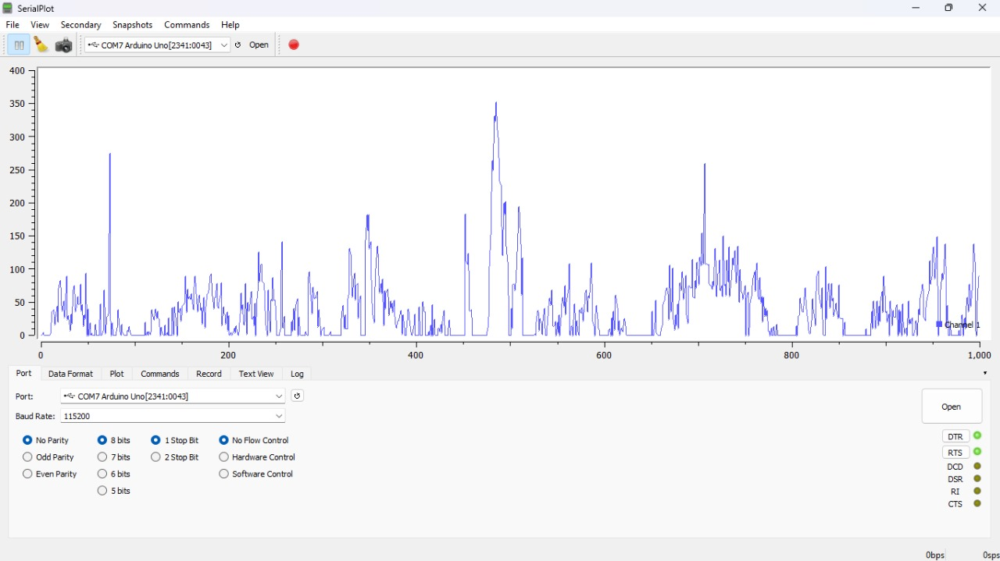 SerialPlot
File View Secondary Snapshots Commands Help
COM7 Arduino Uno[2341:0043] Open
400
350
300
250
200
150
100
50
0
Channel 1
0 200 400 600 800 1,000
Port Data Format Plot Commands Record Text View Log
Port: COM7 Arduino Uno[2341:0043]
Open
Baud Rate: 115200
No Parity 8 bits 1 Stop Bit No Flow Control
Odd Parity 7 bits 2 Stop Bit Hardware Control
Even Parity 6 bits Software Control
5 bits
DTR
RTS
DCD
DSR
RI
CTS
0bps 0sps